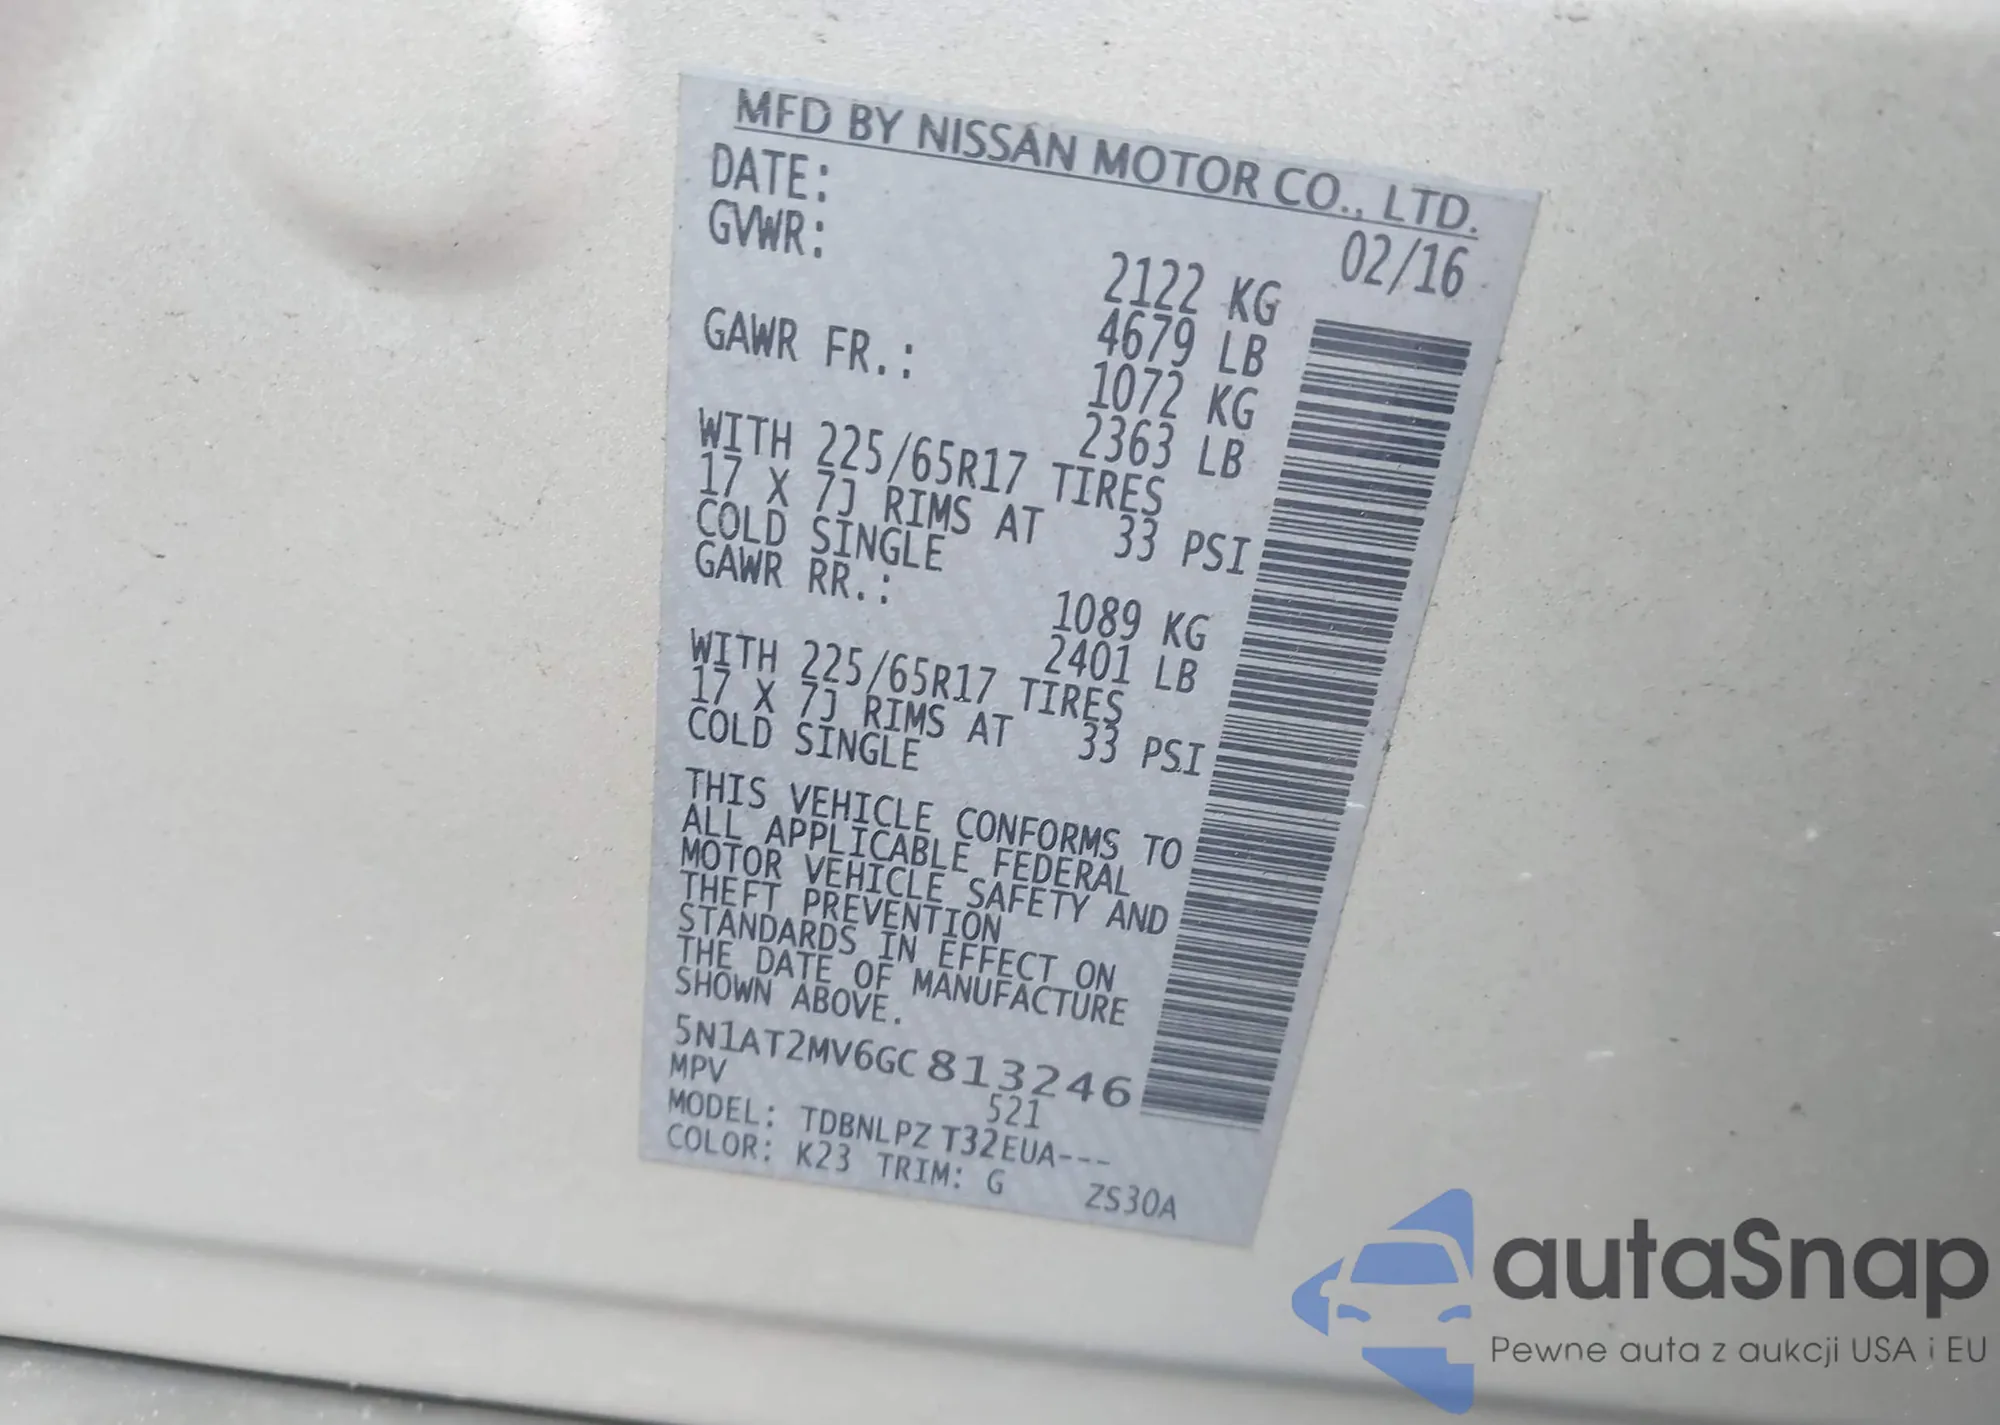 MFD BY NISSAN MOTOR CO., LTD.
DATE: 02/16
GVWR: 2122 KG
4679 LB
GAWR FR.: 1072 KG
2363 LB
WITH 225/65R17 TIRES
17 X 7J RIMS AT 33 PSI
COLD SINGLE
GAWR RR.: 1089 KG
2401 LB
WITH 225/65R17 TIRES
17 X 7J RIMS AT 33 PSI
COLD SINGLE
THIS VEHICLE CONFORMS TO
ALL APPLICABLE FEDERAL
MOTOR VEHICLE SAFETY AND
THEFT PREVENTION
STANDARDS IN EFFECT ON
THE DATE OF MANUFACTURE
SHOWN ABOVE.
5N1AT2MV6GC813246
MPV 521
MODEL: TDBNLPZ T32EUA---
COLOR: K23 TRIM: G ZS30A
autaSnap
Pewne auta z aukcji USA i EU